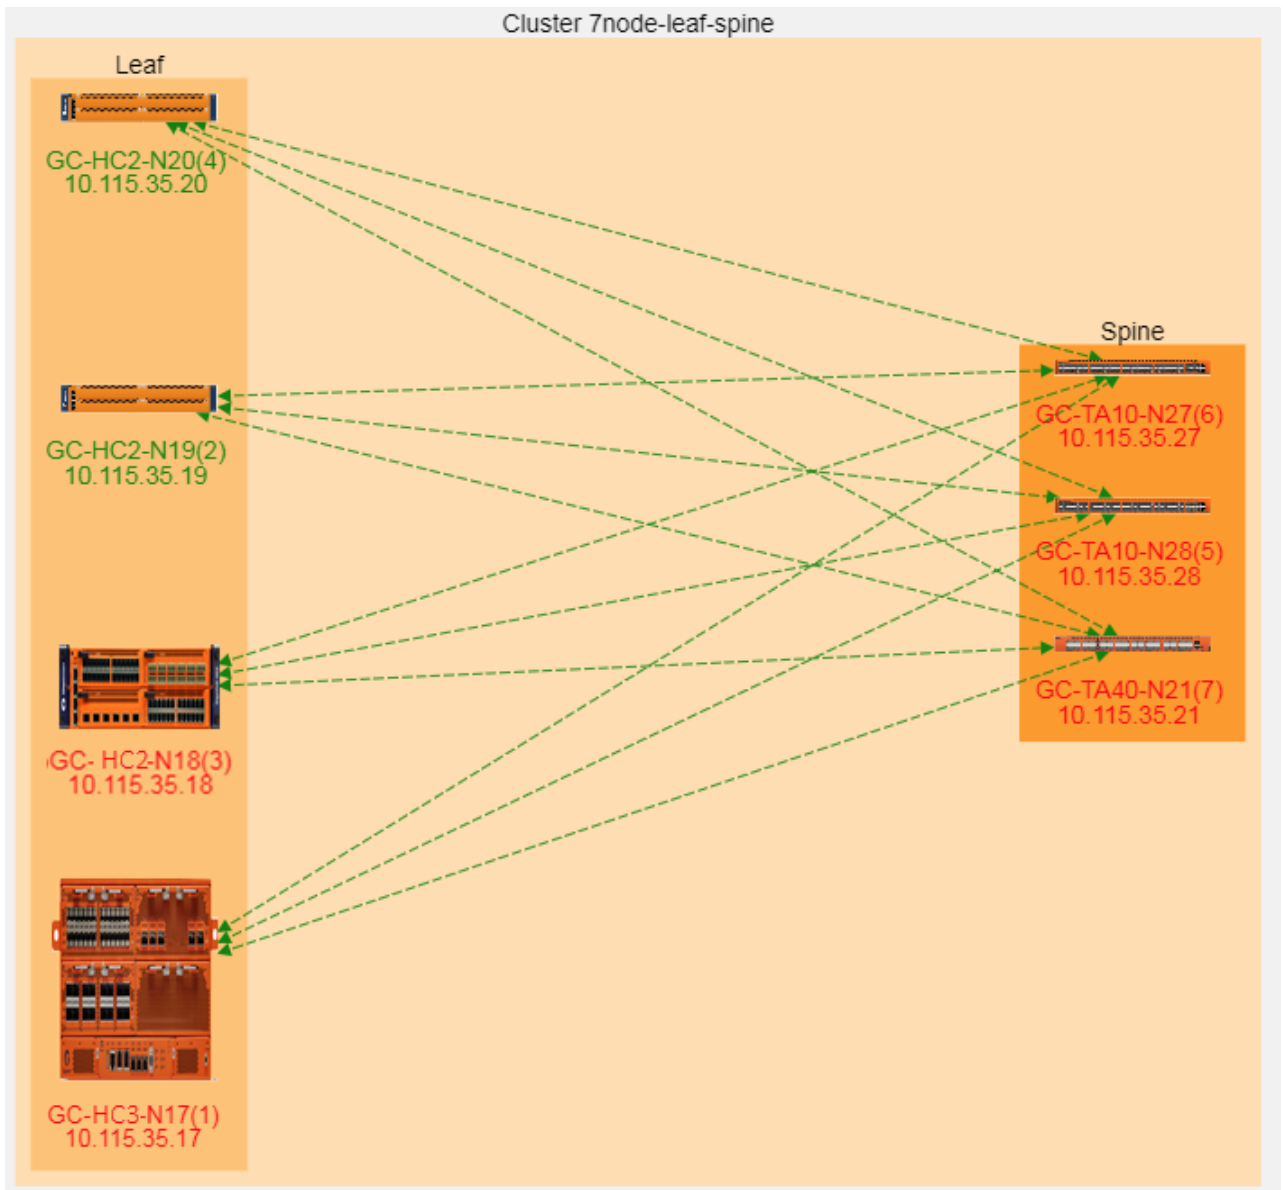 Cluster 7node-leaf-spine
Leaf
GC-HC2-N20(4)
10.115.35.20
GC-HC2-N19(2)
10.115.35.19
GC- HC2-N18(3)
10.115.35.18
GC-HC3-N17(1)
10.115.35.17
Spine
GC-TA10-N27(6)
10.115.35.27
GC-TA10-N28(5)
10.115.35.28
GC-TA40-N21(7)
10.115.35.21